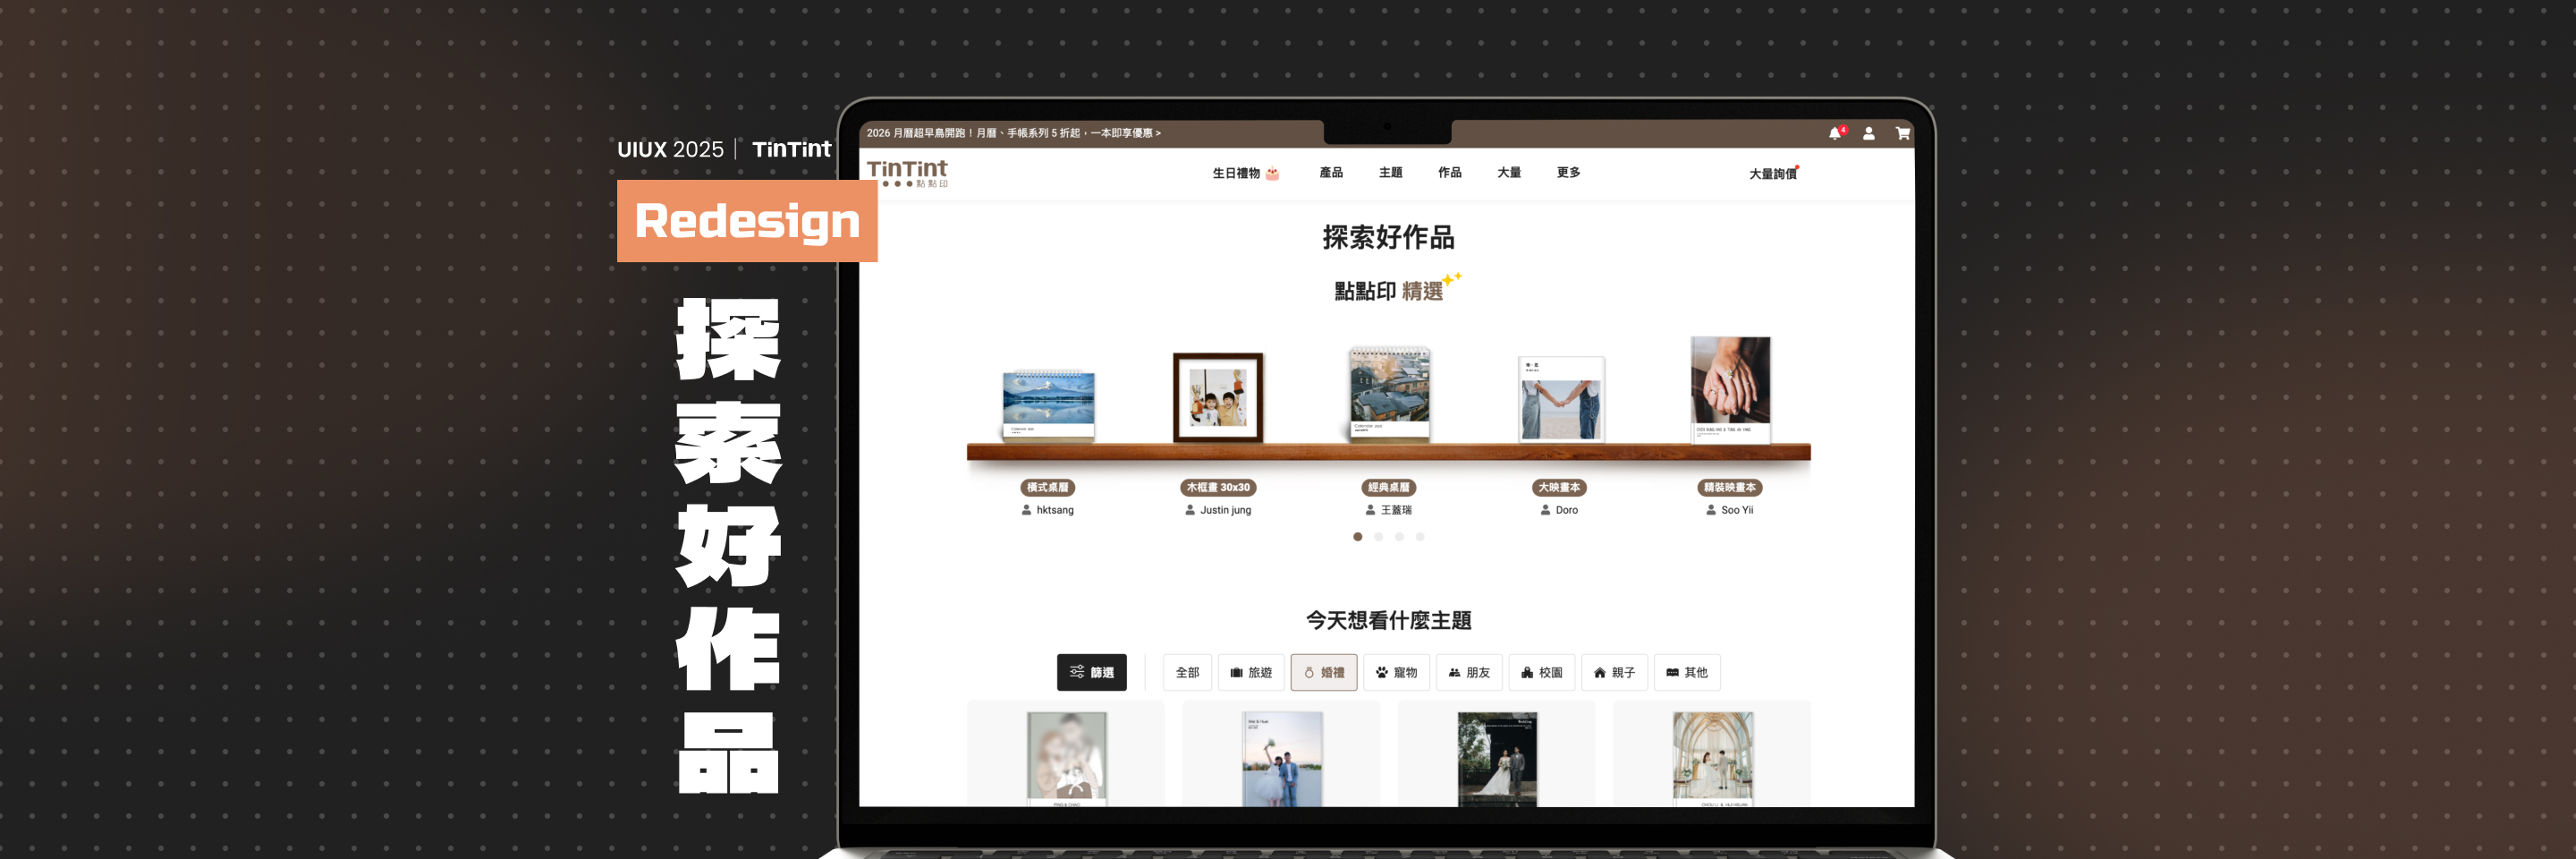 UIUX 2025 | TinTint
Redesign
探索好作品
2026 月曆超早鳥開跑！月曆、手帳系列 5 折起，一本即享優惠 >
4
TinTint
點點印
生日禮物 產品 主題 作品 大量 更多 大量詢價
探索好作品
點點印 精選
橫式桌曆 木框畫 30x30 經典桌曆 大映畫本 精裝映畫本
hktsang Justin jung 王蓋瑞 Doro Soo Yii
今天想看什麼主題
篩選 全部 旅遊 婚禮 寵物 朋友 校園 親子 其他
Wedding